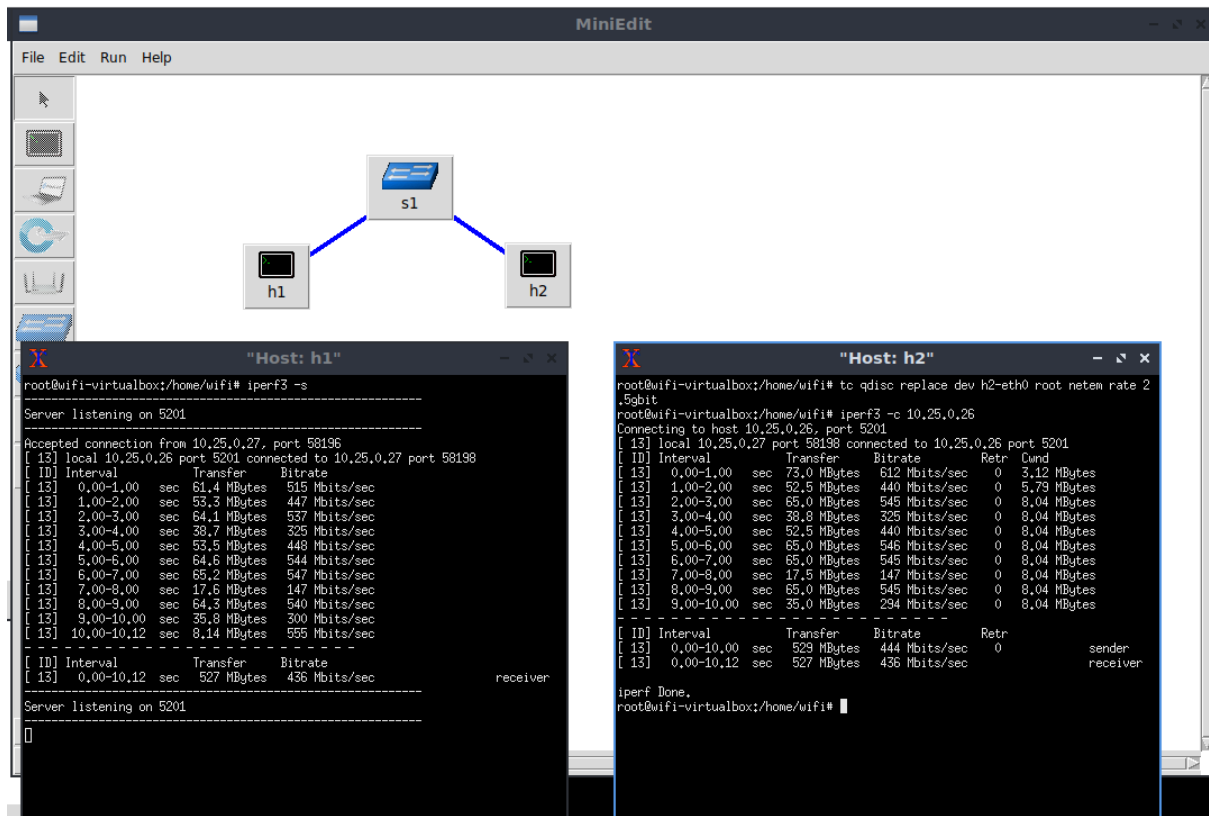 MiniEdit
File Edit Run Help
s1
h1
h2
"Host: h1"
root@wifi-virtualbox:/home/wifi# iperf3 -s
-----------------------------------------------------------
Server listening on 5201
-----------------------------------------------------------
Accepted connection from 10.25.0.27, port 58196
[ 13] local 10.25.0.26 port 5201 connected to 10.25.0.27 port 58198
[ ID] Interval           Transfer     Bitrate
[ 13]   0.00-1.00   sec  61.4 MBytes   515 Mbits/sec
[ 13]   1.00-2.00   sec  53.3 MBytes   447 Mbits/sec
[ 13]   2.00-3.00   sec  64.1 MBytes   537 Mbits/sec
[ 13]   3.00-4.00   sec  38.7 MBytes   325 Mbits/sec
[ 13]   4.00-5.00   sec  53.5 MBytes   448 Mbits/sec
[ 13]   5.00-6.00   sec  64.6 MBytes   544 Mbits/sec
[ 13]   6.00-7.00   sec  65.2 MBytes   547 Mbits/sec
[ 13]   7.00-8.00   sec  17.6 MBytes   147 Mbits/sec
[ 13]   8.00-9.00   sec  64.3 MBytes   540 Mbits/sec
[ 13]   9.00-10.00  sec  35.8 MBytes   300 Mbits/sec
[ 13]  10.00-10.12  sec  8.14 MBytes   555 Mbits/sec
- - - - - - - - - - - - - - - - - - - - - - - - -
[ ID] Interval           Transfer     Bitrate
[ 13]   0.00-10.12  sec   527 MBytes   436 Mbits/sec                  receiver
-----------------------------------------------------------
Server listening on 5201
-----------------------------------------------------------
"Host: h2"
root@wifi-virtualbox:/home/wifi# tc qdisc replace dev h2-eth0 root netem rate 2
.5gbit
root@wifi-virtualbox:/home/wifi# iperf3 -c 10.25.0.26
Connecting to host 10.25.0.26, port 5201
[ 13] local 10.25.0.27 port 58198 connected to 10.25.0.26 port 5201
[ ID] Interval           Transfer     Bitrate         Retr  Cwnd
[ 13]   0.00-1.00   sec  73.0 MBytes   612 Mbits/sec    0   3.12 MBytes
[ 13]   1.00-2.00   sec  52.5 MBytes   440 Mbits/sec    0   5.79 MBytes
[ 13]   2.00-3.00   sec  65.0 MBytes   545 Mbits/sec    0   8.04 MBytes
[ 13]   3.00-4.00   sec  38.8 MBytes   325 Mbits/sec    0   8.04 MBytes
[ 13]   4.00-5.00   sec  52.5 MBytes   440 Mbits/sec    0   8.04 MBytes
[ 13]   5.00-6.00   sec  65.0 MBytes   546 Mbits/sec    0   8.04 MBytes
[ 13]   6.00-7.00   sec  65.0 MBytes   545 Mbits/sec    0   8.04 MBytes
[ 13]   7.00-8.00   sec  17.5 MBytes   147 Mbits/sec    0   8.04 MBytes
[ 13]   8.00-9.00   sec  65.0 MBytes   545 Mbits/sec    0   8.04 MBytes
[ 13]   9.00-10.00  sec  35.0 MBytes   294 Mbits/sec    0   8.04 MBytes
- - - - - - - - - - - - - - - - - - - - - - - - -
[ ID] Interval           Transfer     Bitrate         Retr
[ 13]   0.00-10.00  sec   529 MBytes   444 Mbits/sec    0             sender
[ 13]   0.00-10.12  sec   527 MBytes   436 Mbits/sec                  receiver
iperf Done.
root@wifi-virtualbox:/home/wifi#